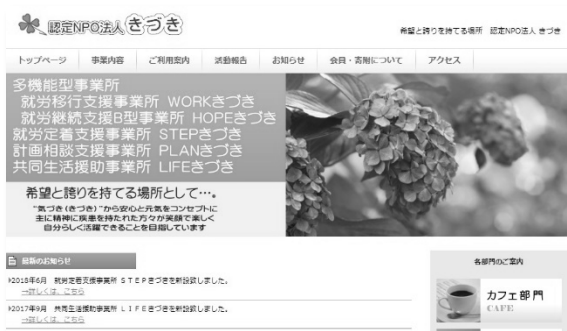 認定NPO法人 きづき
希望と誇りを持てる場所 認定NPO法人 きづき
トップページ 事業内容 ご利用案内 活動報告 お知らせ 会員・寄附について アクセス
多機能型事業所
就労移行支援事業所 WORKきづき
就労継続支援B型事業所 HOPEきづき
就労定着支援事業所 STEPきづき
計画相談支援事業所 PLANきづき
共同生活援助事業所 LIFEきづき
希望と誇りを持てる場所として…。
"気づき(きづき)"から安心と元気をコンセプトに
主に精神に疾患を持たれた方々が笑顔で楽しく
自分らしく活躍できることを目指しています
最新のお知らせ
2018年6月 就労定着支援事業所 STEPきづきを新設致しました。
→詳しくは、こちら
2017年9月 共同生活援助事業所 LIFEきづきを新設致しました。
→詳しくは、こちら
各部門のご案内
カフェ部門
CAFE